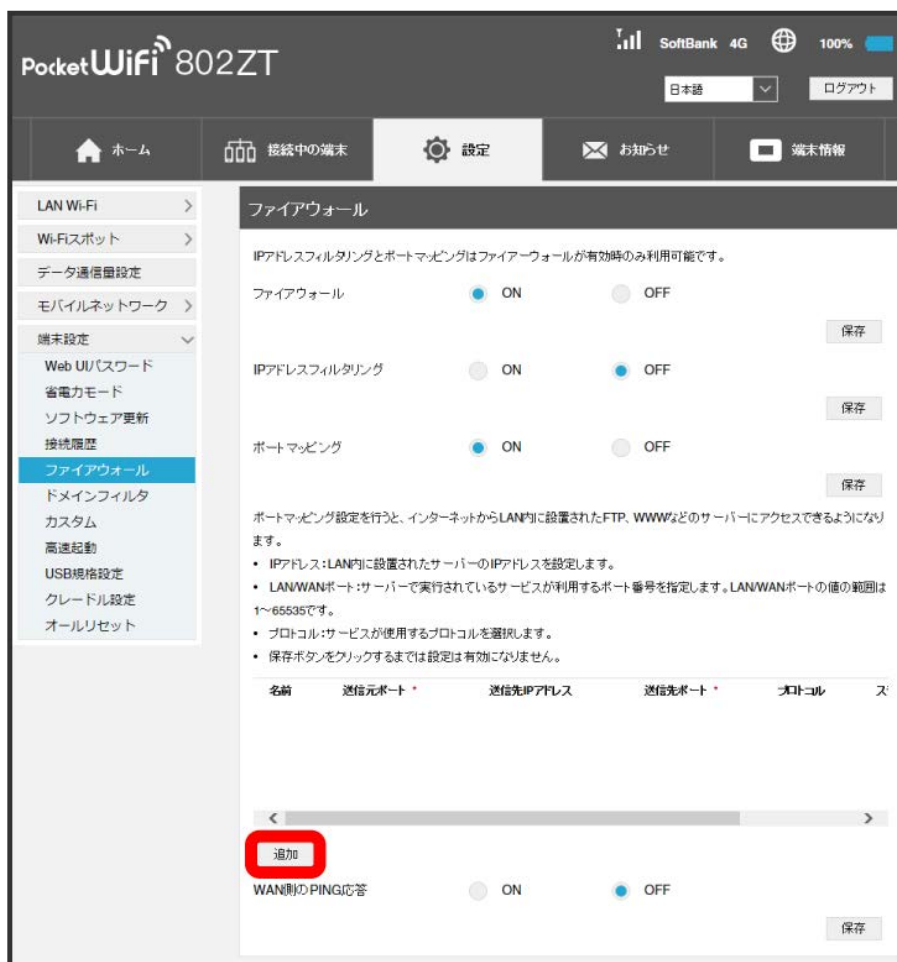 Pocket WiFi 802ZT
SoftBank 4G 100%
日本語
ログアウト
ホーム
接続中の端末
設定
お知らせ
端末情報
LAN Wi-Fi
Wi-Fiスポット
データ通信量設定
モバイルネットワーク
端末設定
Web UIパスワード
省電力モード
ソフトウェア更新
接続履歴
ファイアウォール
ドメインフィルタ
カスタム
高速起動
USB規格設定
クレードル設定
オールリセット
ファイアウォール
IPアドレスフィルタリングとポートマッピングはファイアーウォールが有効時のみ利用可能です。
ファイアウォール ON OFF
保存
IPアドレスフィルタリング ON OFF
保存
ポートマッピング ON OFF
保存
ポートマッピング設定を行うと、インターネットからLAN内に設置されたFTP、WWWなどのサーバーにアクセスできるようになり
ます。
• IPアドレス：LAN内に設置されたサーバーのIPアドレスを設定します。
• LAN/WANポート：サーバーで実行されているサービスが利用するポート番号を指定します。LAN/WANポートの値の範囲は
1～65535です。
• プロトコル：サービスが使用するプロトコルを選択します。
• 保存ボタンをクリックするまでは設定は有効になりません。
名前 送信元ポート * 送信先IPアドレス 送信先ポート * プロトコル
追加
WAN側のPING応答 ON OFF
保存